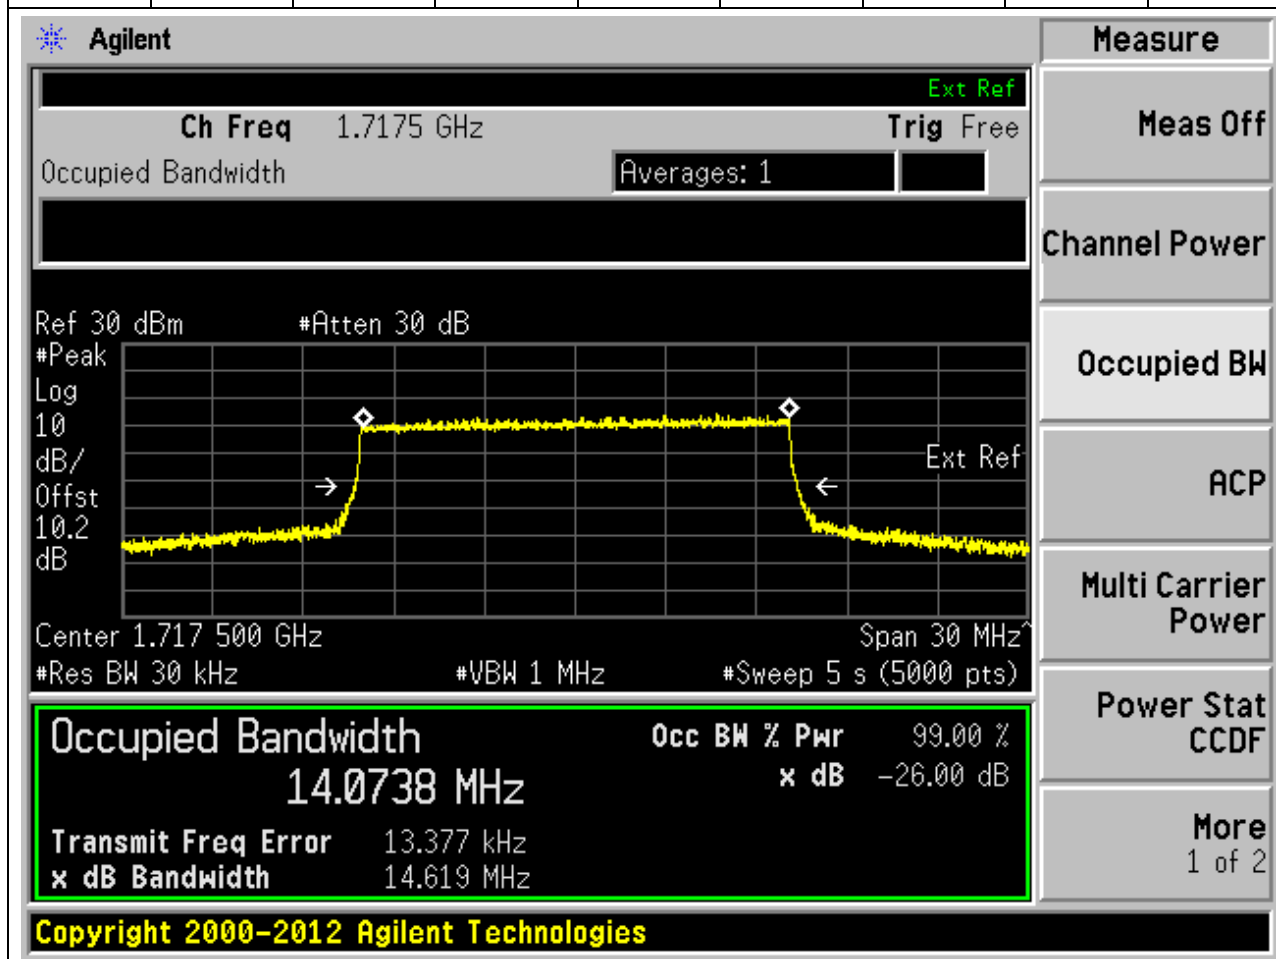 Agilent
Measure
Ext Ref
Ch Freq 1.7175 GHz Trig Free
Meas Off
Occupied Bandwidth Averages: 1
Channel Power
Ref 30 dBm #Atten 30 dB
#Peak
Log
10
dB/
Offst
10.2
dB
Ext Ref
Occupied BW
ACP
Center 1.717 500 GHz Span 30 MHz^
#Res BW 30 kHz #VBW 1 MHz #Sweep 5 s (5000 pts)
Multi Carrier
Power
Occupied Bandwidth Occ BW % Pwr 99.00 %
14.0738 MHz x dB -26.00 dB
Transmit Freq Error 13.377 kHz
x dB Bandwidth 14.619 MHz
Power Stat
CCDF
More
1 of 2
Copyright 2000-2012 Agilent Technologies